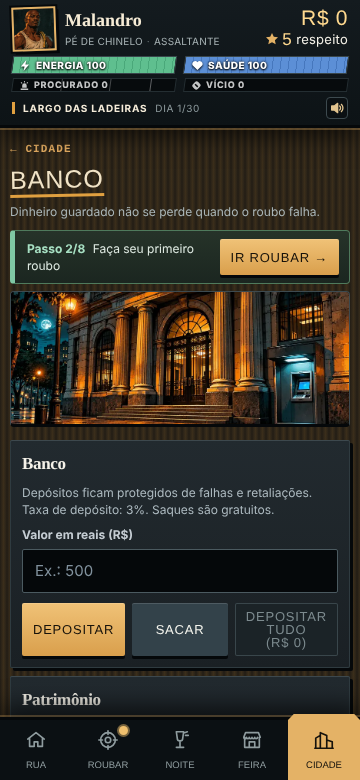 Malandro
PÉ DE CHINELO · ASSALTANTE
R$ 0
5 respeito
ENERGIA 100
SAÚDE 100
PROCURADO 0
VÍCIO 0
LARGO DAS LADEIRAS DIA 1/30
← CIDADE
BANCO
Dinheiro guardado não se perde quando o roubo falha.
Passo 2/8 Faça seu primeiro
roubo
IR ROUBAR →
Banco
Depósitos ficam protegidos de falhas e retaliações.
Taxa de depósito: 3%. Saques são gratuitos.
Valor em reais (R$)
Ex.: 500
DEPOSITAR
SACAR
DEPOSITAR
TUDO
(R$ 0)
Patrimônio
RUA
ROUBAR
NOITE
FEIRA
CIDADE